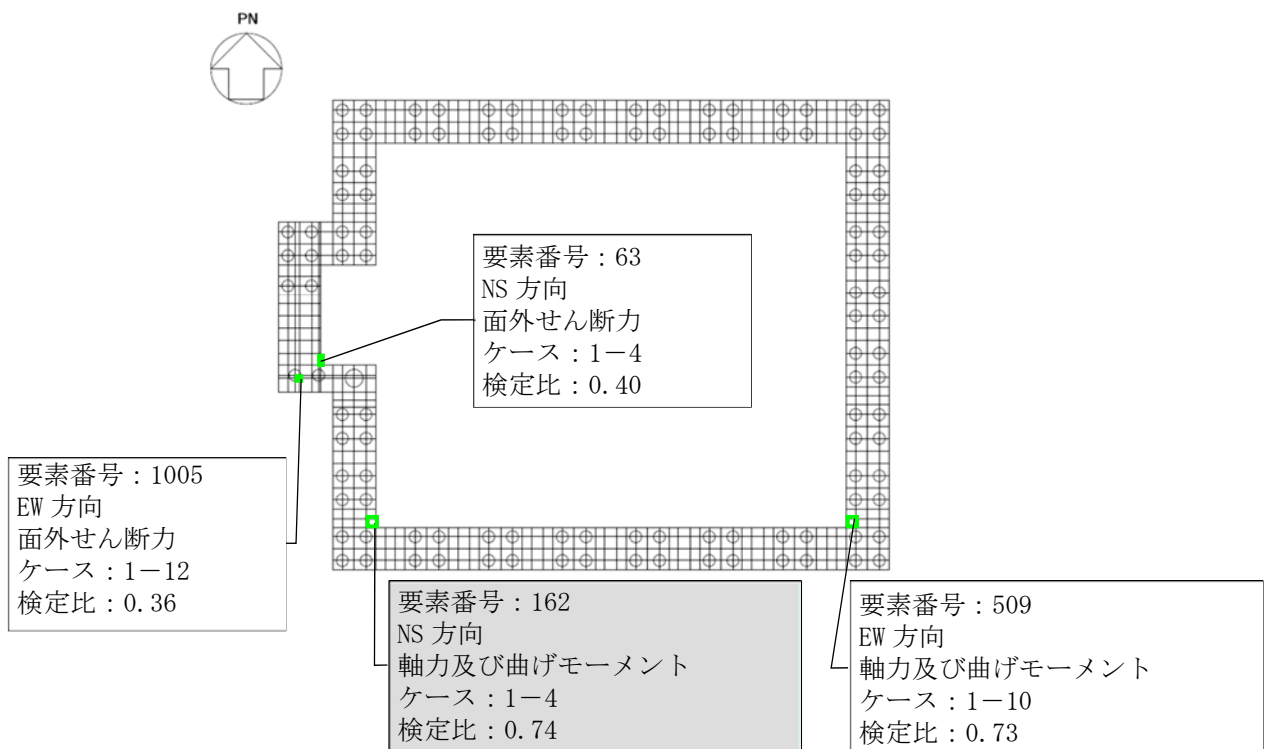 PN
要素番号：63
NS 方向
面外せん断力
ケース：1－4
検定比：0.40
要素番号：1005
EW 方向
面外せん断力
ケース：1－12
検定比：0.36
要素番号：162
NS 方向
軸力及び曲げモーメント
ケース：1－4
検定比：0.74
要素番号：509
EW 方向
軸力及び曲げモーメント
ケース：1－10
検定比：0.73